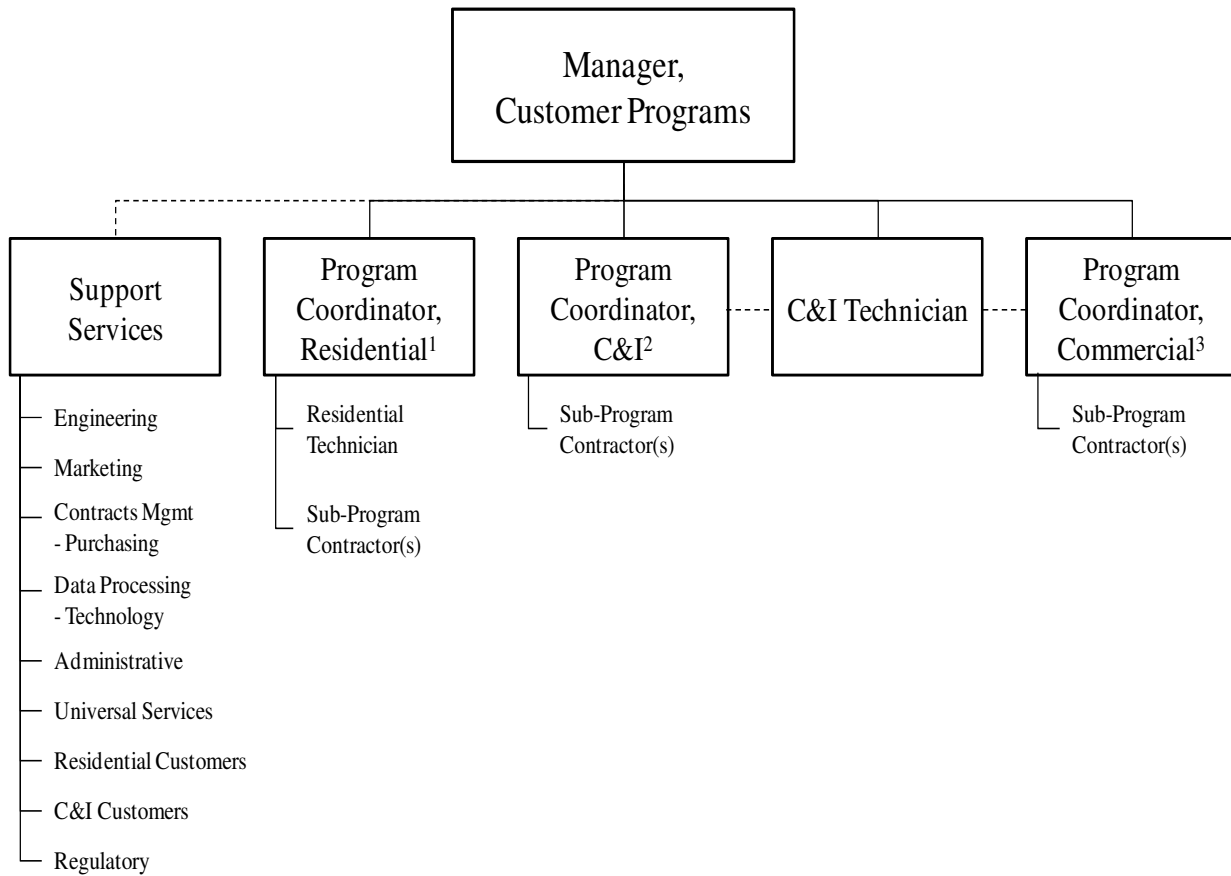 Manager,
Customer Programs
Support
Services
Program
Coordinator,
Residential¹
Program
Coordinator,
C&I²
C&I Technician
Program
Coordinator,
Commercial³
Engineering
Marketing
Contracts Mgmt
- Purchasing
Data Processing
- Technology
Administrative
Universal Services
Residential Customers
C&I Customers
Regulatory
Residential
Technician
Sub-Program
Contractor(s)
Sub-Program
Contractor(s)
Sub-Program
Contractor(s)